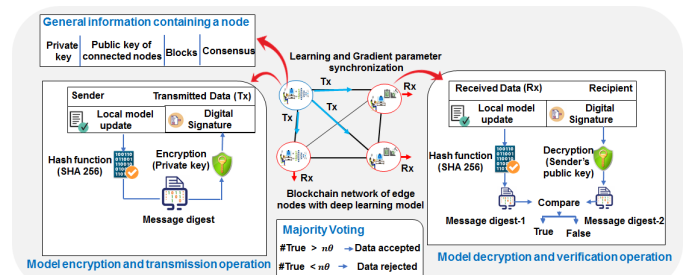 General information containing a node
Private key
Public key of connected nodes
Blocks
Consensus
Learning and Gradient parameter
synchronization
Tx
Tx
Tx
Rx
Rx
Rx
Blockchain network of edge
nodes with deep learning model
Sender
Transmitted Data (Tx)
Local model
update
Digital
Signature
Hash function
(SHA 256)
Encryption
(Private key)
Message digest
Model encryption and transmission operation
Majority Voting
#True > nθ → Data accepted
#True < nθ → Data rejected
Received Data (Rx)
Recipient
Local model
update
Digital
Signature
Hash function
(SHA 256)
Decryption
(Sender's
public key)
Compare
Message digest-1
Message digest-2
True
False
Model decryption and verification operation